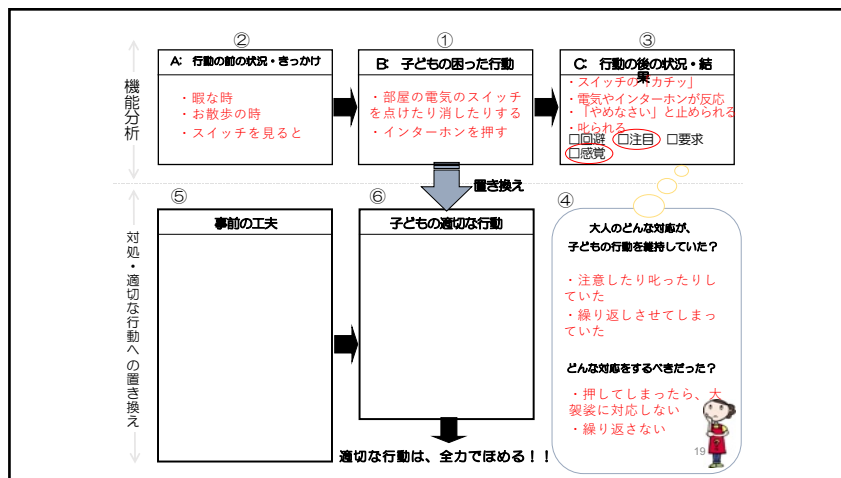 機能分析
②
A: 行動の前の状況・きっかけ
・暇な時
・お散歩の時
・スイッチを見ると
①
B: 子どもの困った行動
・部屋の電気のスイッチ
を点けたり消したりする
・インターホンを押す
③
C: 行動の後の状況・結
果
・スイッチの「カチッ」
・電気やインターホンが反応
・「やめなさい」と止められる
・叱られる
□回避 □注目 □要求
□感覚
置き換え
対処・適切な行動への置き換え
⑤
事前の工夫
⑥
子どもの適切な行動
適切な行動は、全力でほめる！！
④
大人のどんな対応が、
子どもの行動を維持していた？
・注意したり叱ったりし
ていた
・繰り返しさせてしまっ
ていた
どんな対応をするべきだった？
・押してしまったら、大
袈裟に対応しない
・繰り返さない
19